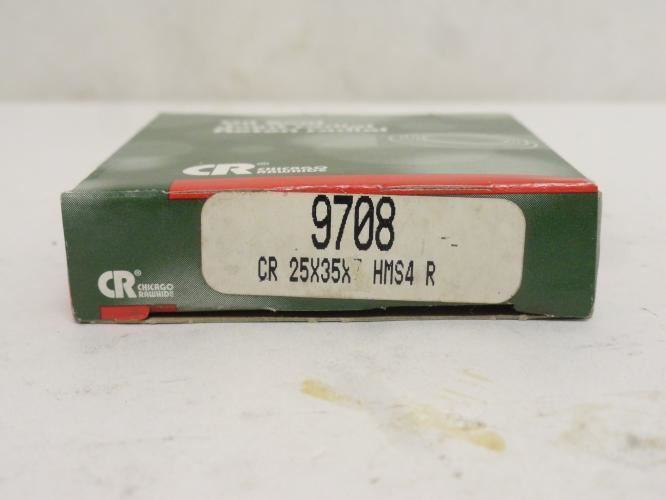 CR® CHICAGO
RAWHIDE
9708
CR 25X35X7 HMS4 R
CR® CHICAGO
RAWHIDE